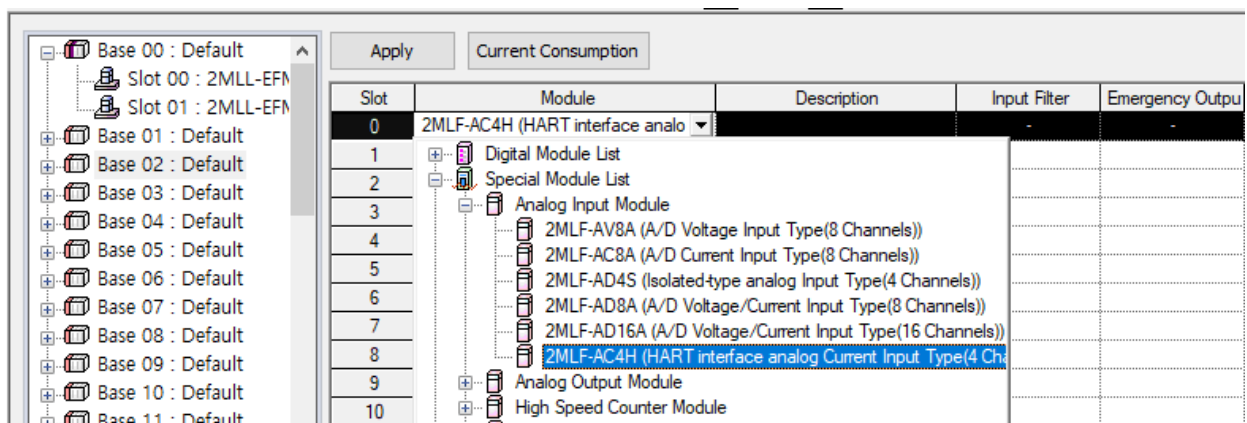 Base 00 : Default
Slot 00 : 2MLL-EFM
Slot 01 : 2MLL-EFM
Base 01 : Default
Base 02 : Default
Base 03 : Default
Base 04 : Default
Base 05 : Default
Base 06 : Default
Base 07 : Default
Base 08 : Default
Base 09 : Default
Base 10 : Default
Base 11 : Default
Apply
Current Consumption
Slot Module Description Input Filter Emergency Outpu
0 2MLF-AC4H (HART interface analo - -
1 Digital Module List
2 Special Module List
3 Analog Input Module
2MLF-AV8A (A/D Voltage Input Type(8 Channels))
4
2MLF-AC8A (A/D Current Input Type(8 Channels))
5
2MLF-AD4S (Isolated-type analog Input Type(4 Channels))
6 2MLF-AD8A (A/D Voltage/Current Input Type(8 Channels))
7 2MLF-AD16A (A/D Voltage/Current Input Type(16 Channels))
8 2MLF-AC4H (HART interface analog Current Input Type(4 Cha
9 Analog Output Module
10 High Speed Counter Module